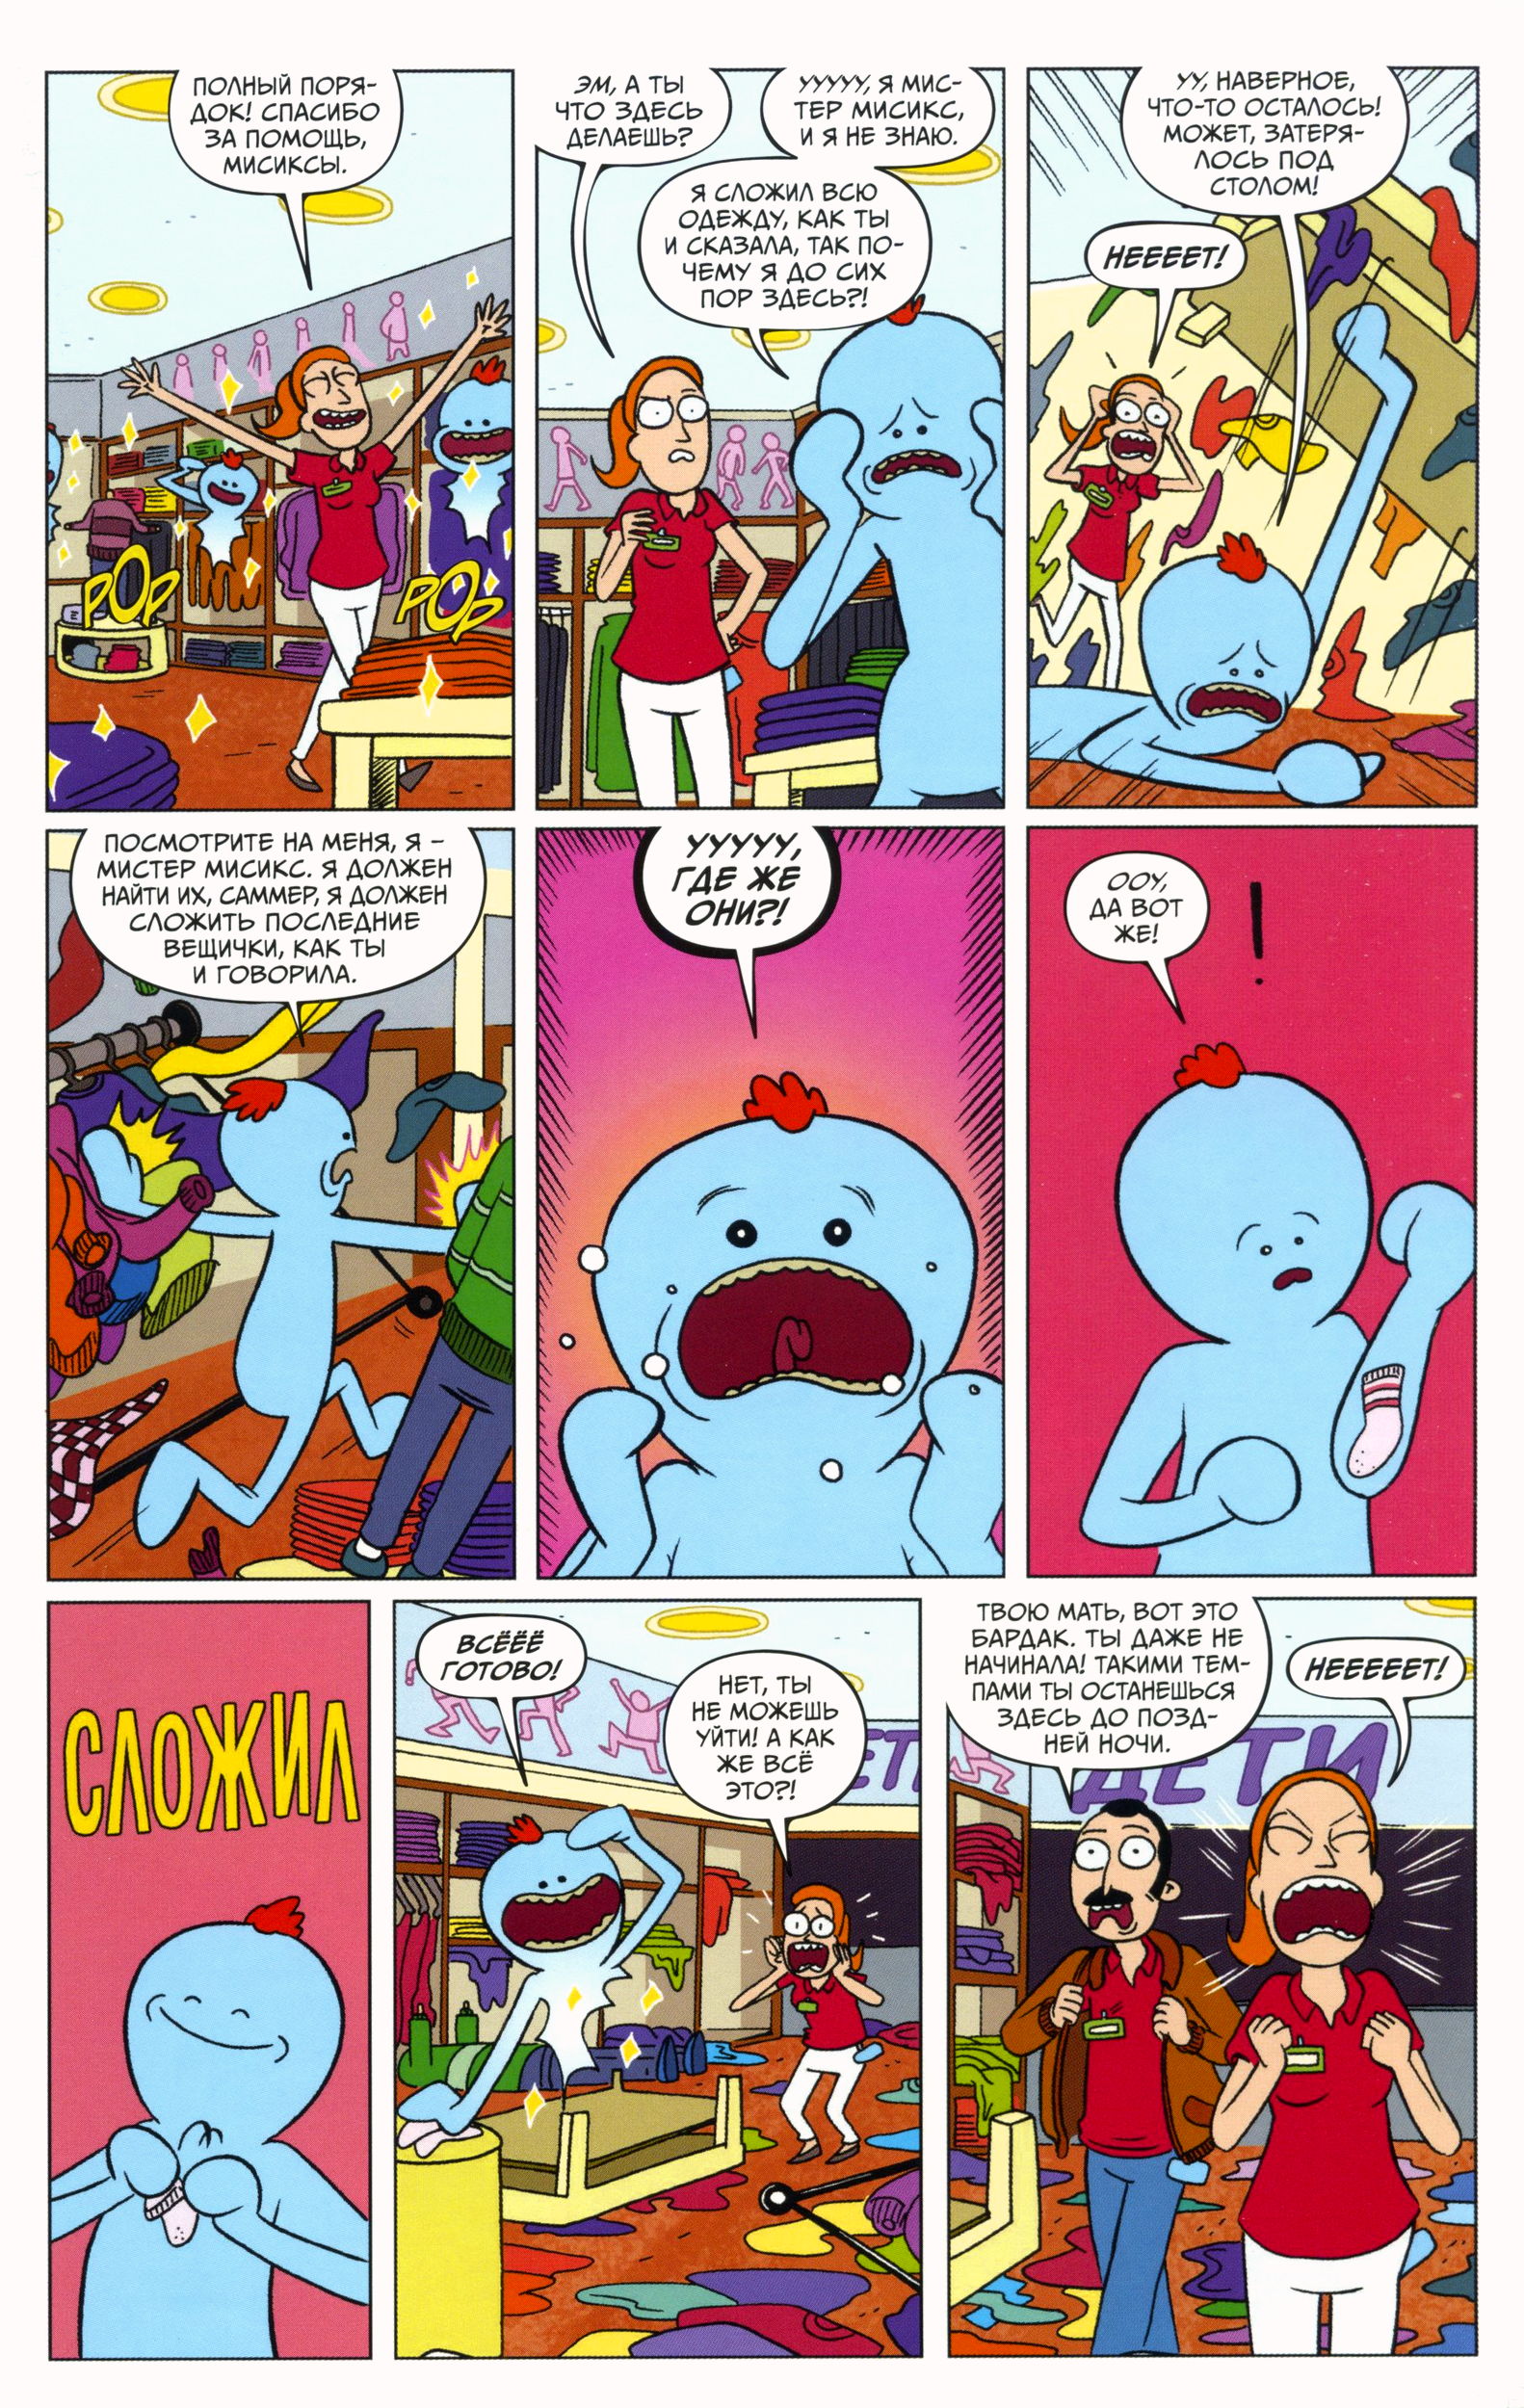 ПОЛНЫЙ ПОРЯ-
ДОК! СПАСИБО
ЗА ПОМОЩЬ,
МИСИКСЫ.
POP
POP
ЭМ, А ТЫ
ЧТО ЗДЕСЬ
ДЕЛАЕШЬ?
УУУУУ, Я МИС-
ТЕР МИСИКС,
И Я НЕ ЗНАЮ.
Я СЛОЖИЛ ВСЮ
ОДЕЖДУ, КАК ТЫ
И СКАЗАЛА, ТАК ПО-
ЧЕМУ Я ДО СИХ
ПОР ЗДЕСЬ?!
УУ, НАВЕРНОЕ,
ЧТО-ТО ОСТАЛОСЬ!
МОЖЕТ, ЗАТЕРЯ-
ЛОСЬ ПОД
СТОЛОМ!
НЕЕЕЕТ!
ПОСМОТРИТЕ НА МЕНЯ, Я –
МИСТЕР МИСИКС. Я ДОЛЖЕН
НАЙТИ ИХ, САММЕР, Я ДОЛЖЕН
СЛОЖИТЬ ПОСЛЕДНИЕ
ВЕЩИЧКИ, КАК ТЫ
И ГОВОРИЛА.
УУУУУ,
ГДЕ ЖЕ
ОНИ?!
ООУ,
ДА ВОТ
ЖЕ!
!
СЛОЖИЛ
ВСЁЁЁ
ГОТОВО!
НЕТ, ТЫ
НЕ МОЖЕШЬ
УЙТИ! А КАК
ЖЕ ВСЁ
ЭТО?!
ЕТИ
ТВОЮ МАТЬ, ВОТ ЭТО
БАРДАК. ТЫ ДАЖЕ НЕ
НАЧИНАЛА! ТАКИМИ ТЕМ-
ПАМИ ТЫ ОСТАНЕШЬСЯ
ЗДЕСЬ ДО ПОЗД-
НЕЙ НОЧИ.
НЕЕЕЕЕТ!
ДЕТИ